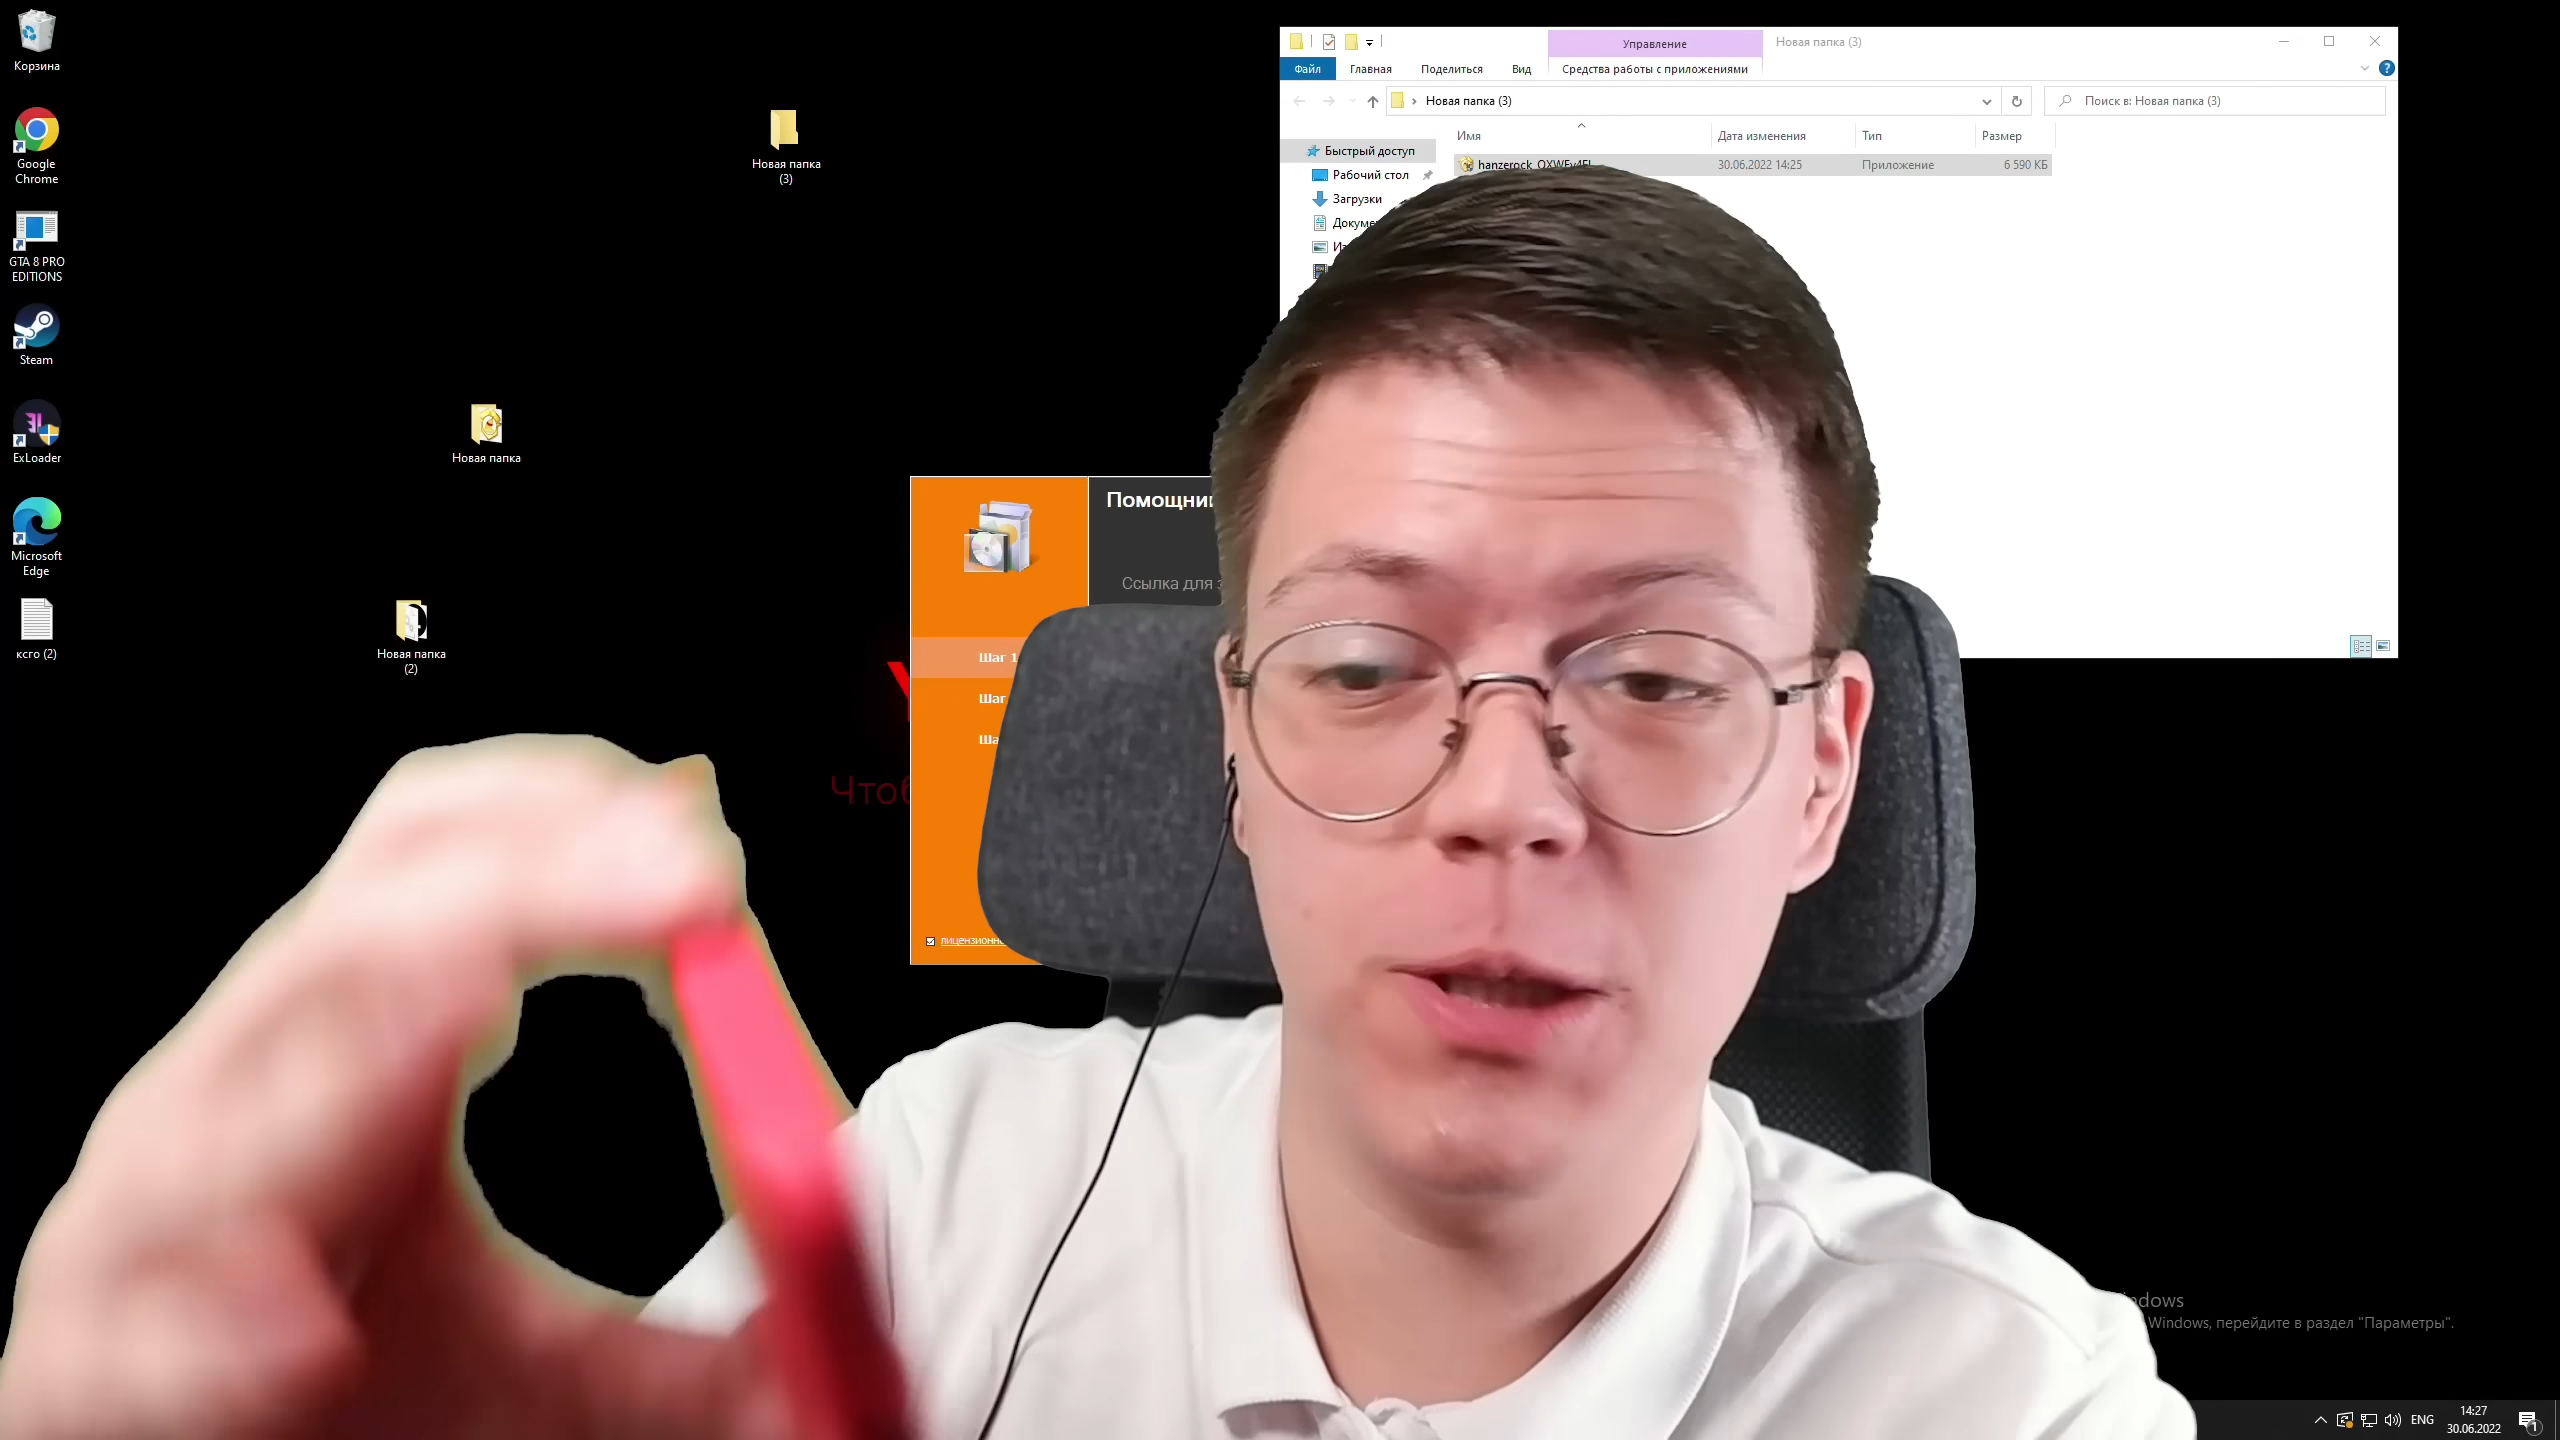 Корзина
Google
Chrome
GTA 8 PRO
EDITIONS
Steam
ExLoader
Microsoft
Edge
ксго (2)
Новая папка
(3)
Новая папка
Новая папка
(2)
Управление
Новая папка (3)
Файл
Главная
Поделиться
Вид
Средства работы с приложениями
Новая папка (3)
Поиск в: Новая папка (3)
Имя
Дата изменения
Тип
Размер
Быстрый доступ
Рабочий стол
Загрузки
30.06.2022 14:25
Приложение
6 590 КБ
Ссылка для
Шаг 1
Шаг
Windows, перейдите в раздел "Параметры".
ENG
14:27
30.06.2022
1